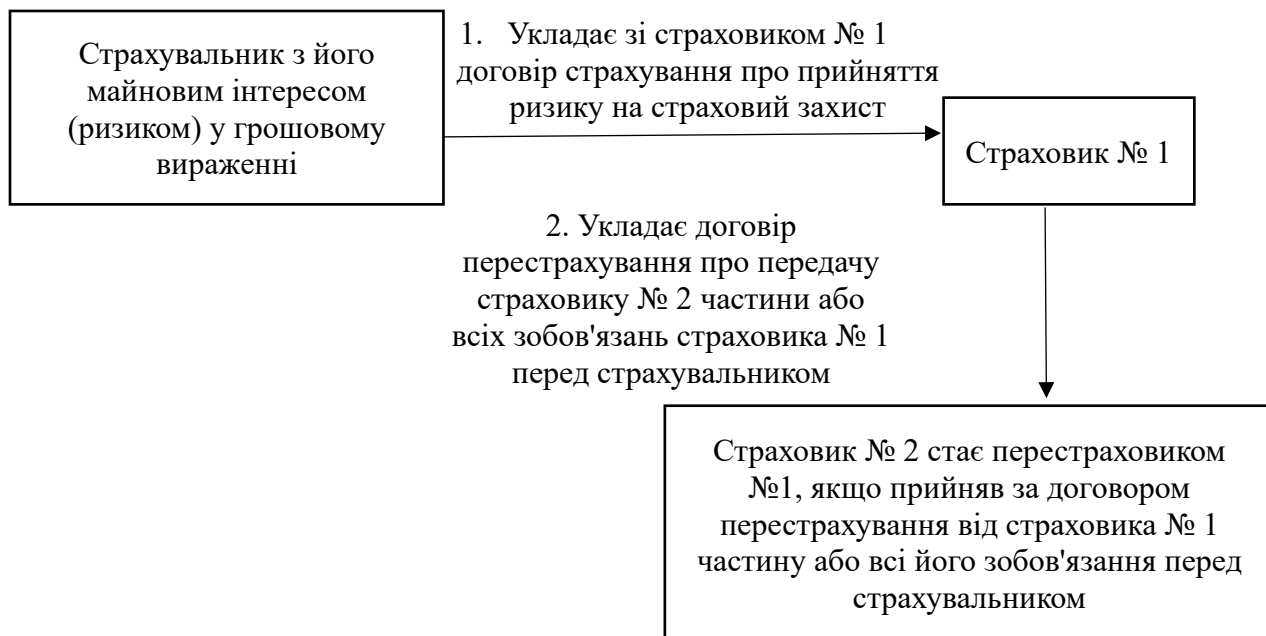 Страхувальник з його
майновим інтересом
(ризиком) у грошовому
вираженні
1. Укладає зі страховиком № 1
договір страхування про прийняття
ризику на страховий захист
Страховик № 1
2. Укладає договір
перестрахування про передачу
страховику № 2 частини або
всіх зобов'язань страховика № 1
перед страхувальником
Страховик № 2 стає перестраховиком
№1, якщо прийняв за договором
перестрахування від страховика № 1
частину або всі його зобов'язання перед
страхувальником